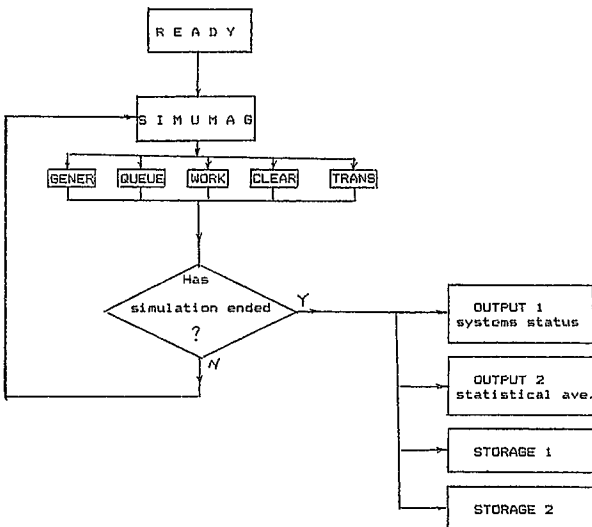 READY
SIMUMAG
GENER QUEUE WORK CLEAR TRANS
Has
simulation ended
?
Y
N
OUTPUT 1
systems status
OUTPUT 2
statistical ave.
STORAGE 1
STORAGE 2